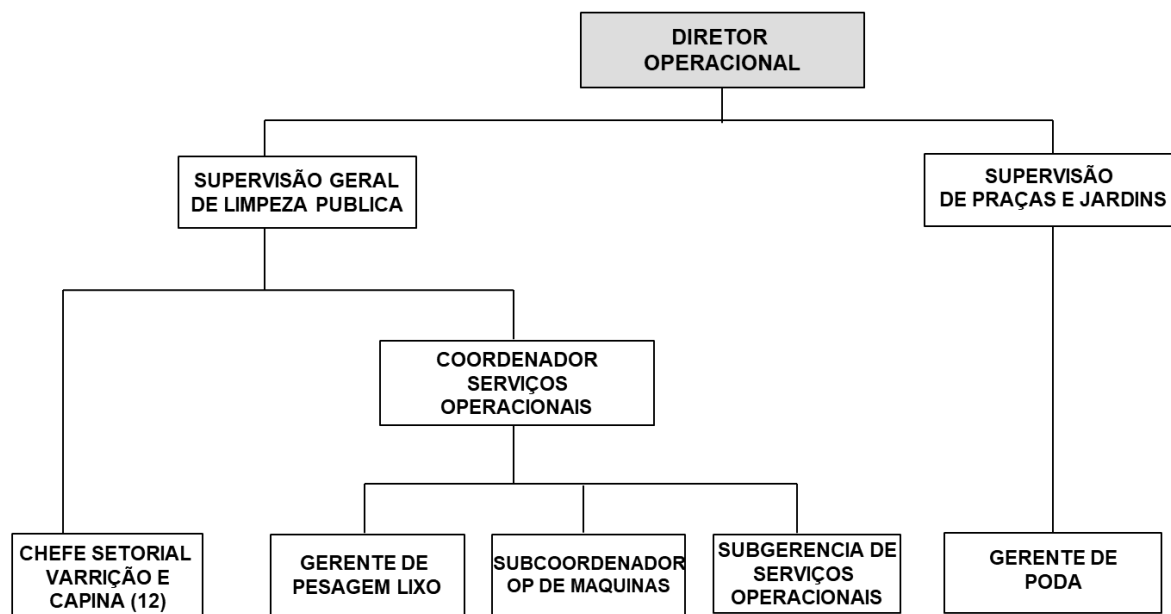 DIRETOR
OPERACIONAL
SUPERVISÃO GERAL
DE LIMPEZA PUBLICA
SUPERVISÃO
DE PRAÇAS E JARDINS
COORDENADOR
SERVIÇOS
OPERACIONAIS
CHEFE SETORIAL
VARRIÇÃO E
CAPINA (12)
GERENTE DE
PESAGEM LIXO
SUBCOORDENADOR
OP DE MAQUINAS
SUBGERENCIA DE
SERVIÇOS
OPERACIONAIS
GERENTE DE
PODA